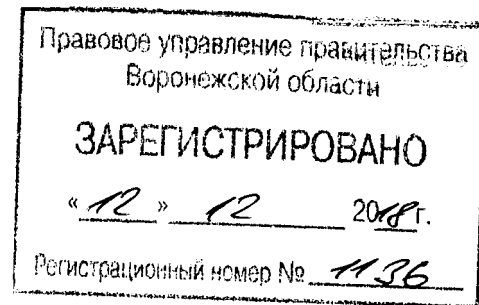 Правовое управление правительства
Воронежской области
ЗАРЕГИСТРИРОВАНО
« 12 » 12 2018 г.
Регистрационный номер № 1136